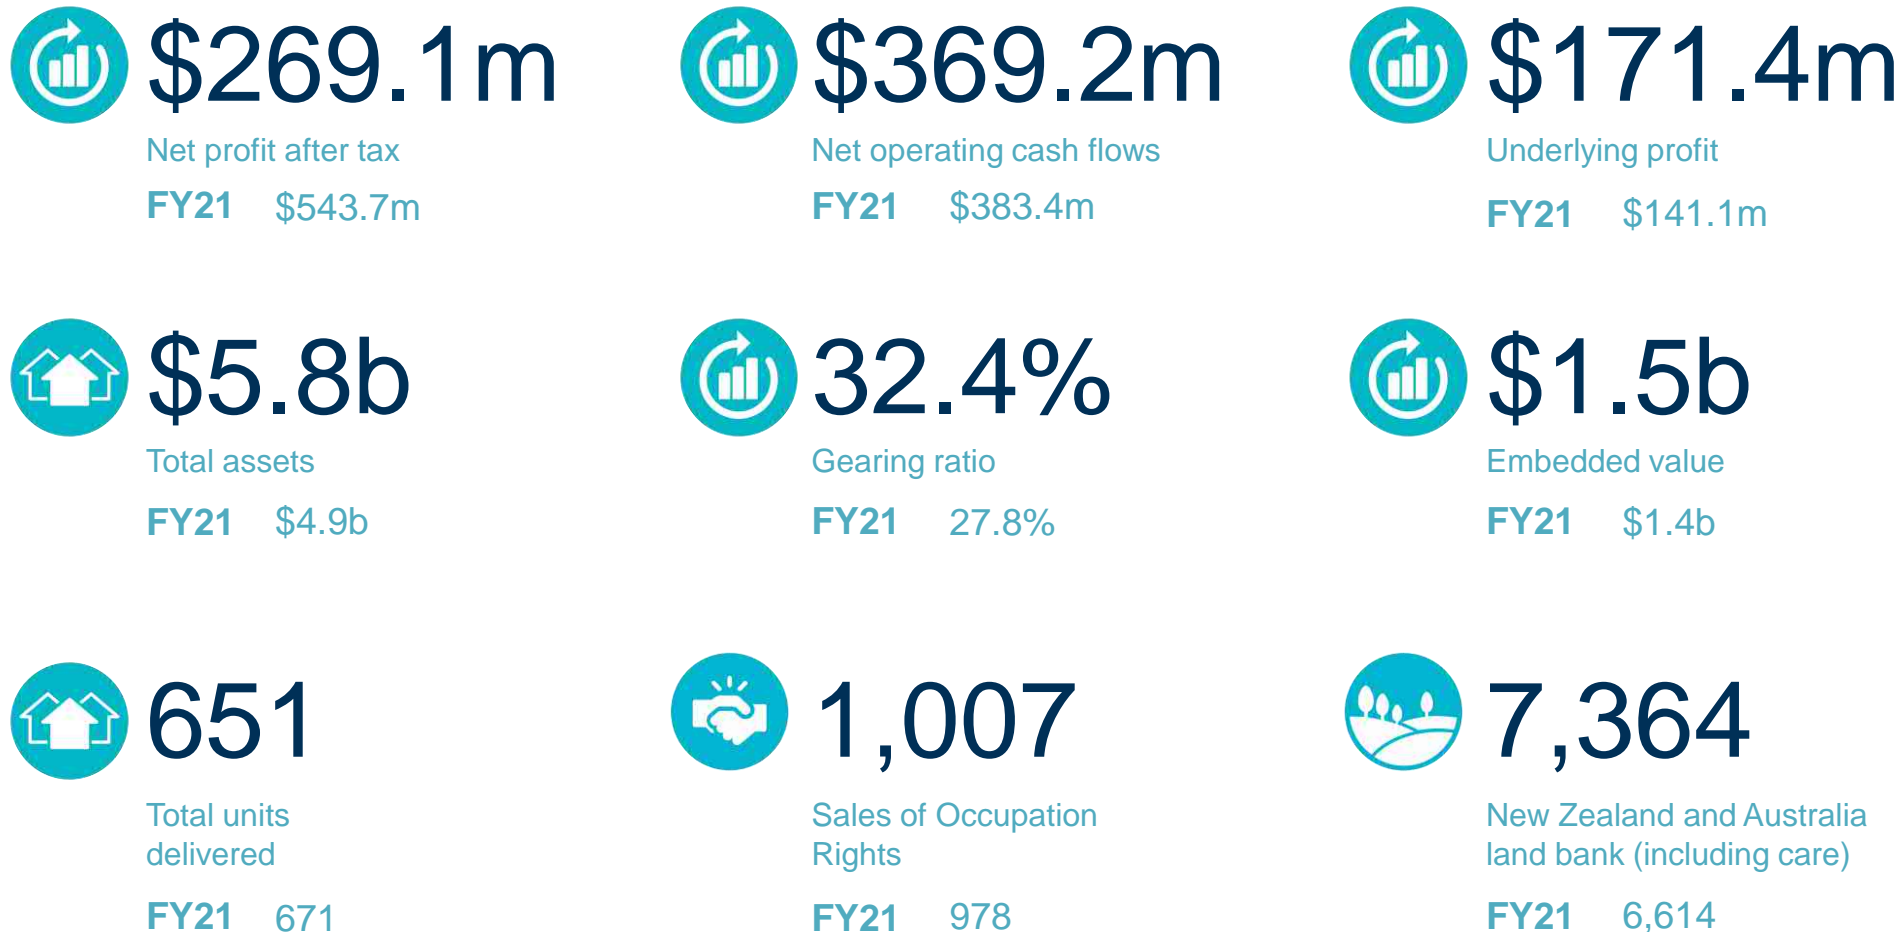 $269.1m
Net profit after tax
FY21 $543.7m
$369.2m
Net operating cash flows
FY21 $383.4m
$171.4m
Underlying profit
FY21 $141.1m
$5.8b
Total assets
FY21 $4.9b
32.4%
Gearing ratio
FY21 27.8%
$1.5b
Embedded value
FY21 $1.4b
651
Total units
delivered
FY21 671
1,007
Sales of Occupation
Rights
FY21 978
7,364
New Zealand and Australia
land bank (including care)
FY21 6,614